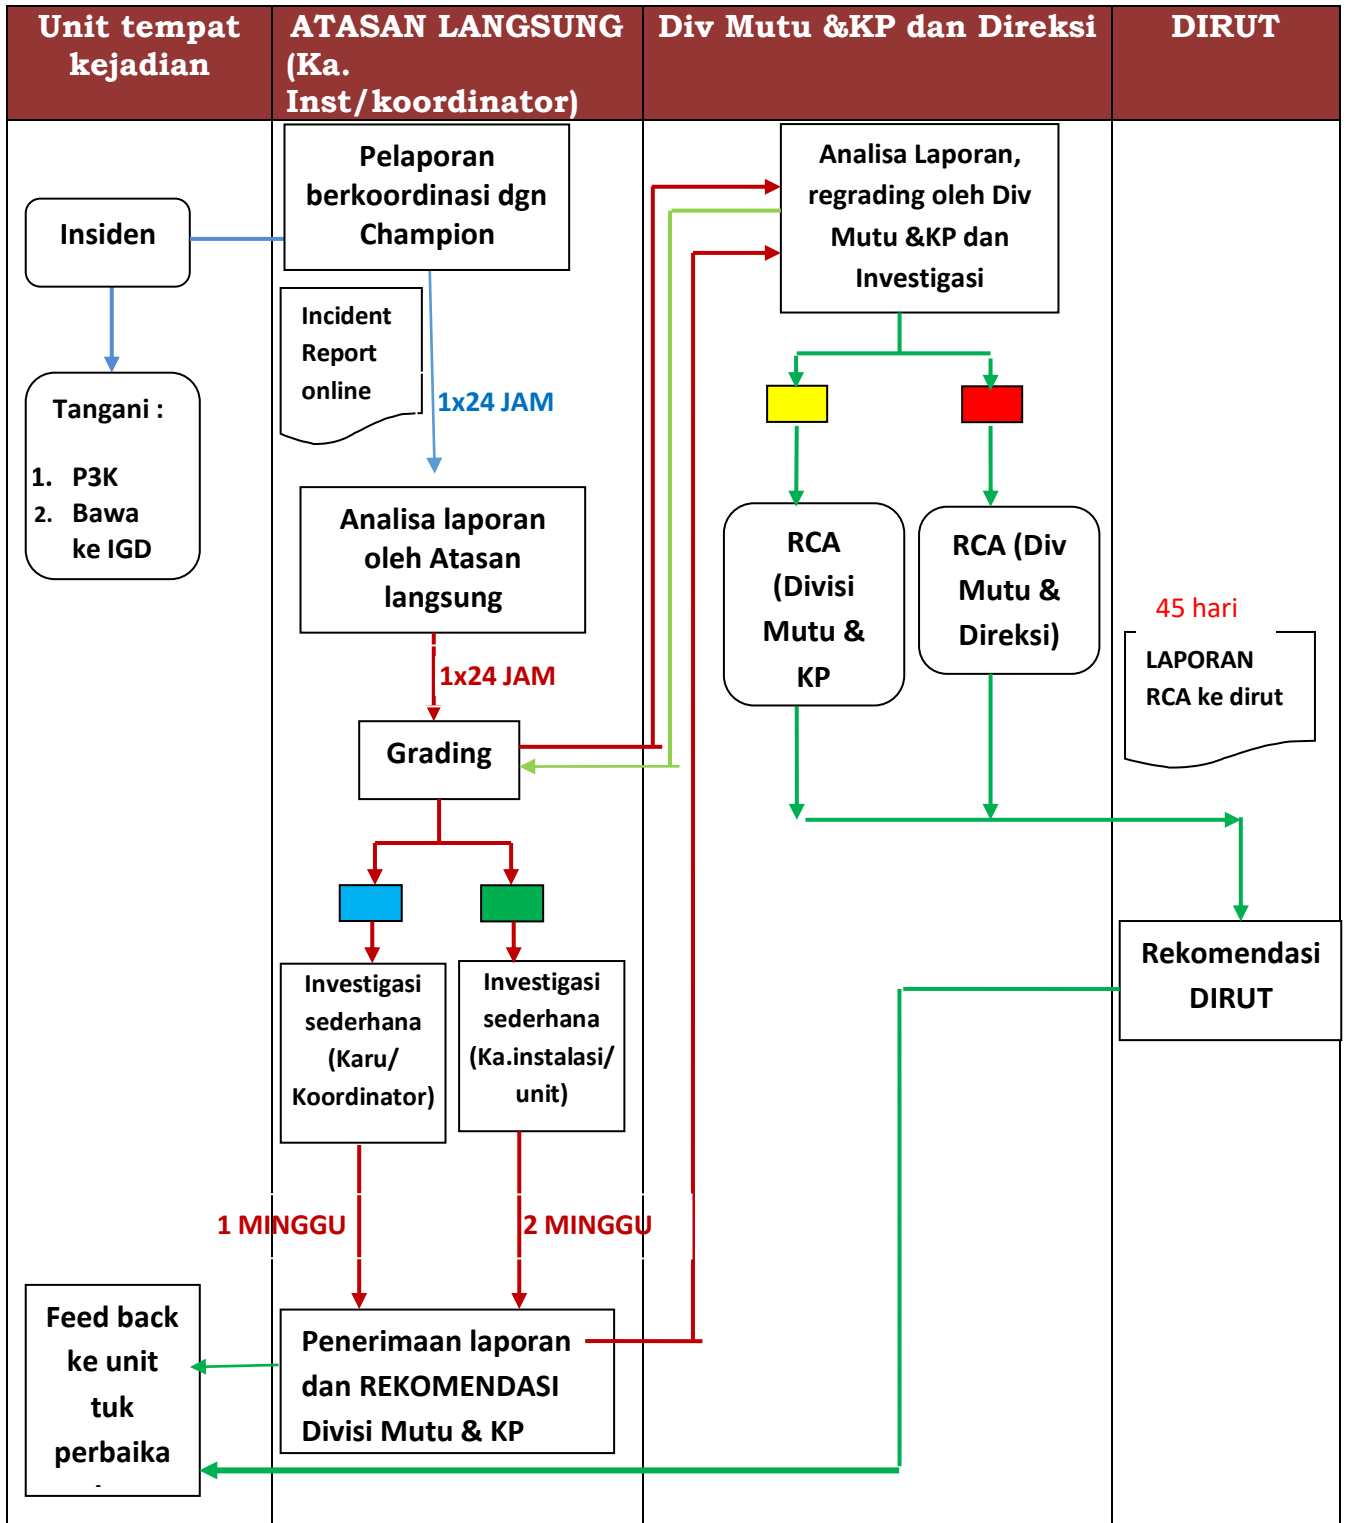 Unit tempat
kejadian
ATASAN LANGSUNG
(Ka.
Inst/koordinator)
Div Mutu &KP dan Direksi
DIRUT
Insiden
Tangani :
1. P3K
2. Bawa
ke IGD
Pelaporan
berkoordinasi dgn
Champion
Incident
Report
online
1x24 JAM
Analisa laporan
oleh Atasan
langsung
1x24 JAM
Grading
Investigasi
sederhana
(Karu/
Koordinator)
Investigasi
sederhana
(Ka.instalasi/
unit)
1 MINGGU
2 MINGGU
Penerimaan laporan
dan REKOMENDASI
Divisi Mutu & KP
Feed back
ke unit
tuk
perbaika
Analisa Laporan,
regrading oleh Div
Mutu &KP dan
Investigasi
RCA
(Divisi
Mutu &
KP
RCA (Div
Mutu &
Direksi)
45 hari
LAPORAN
RCA ke dirut
Rekomendasi
DIRUT